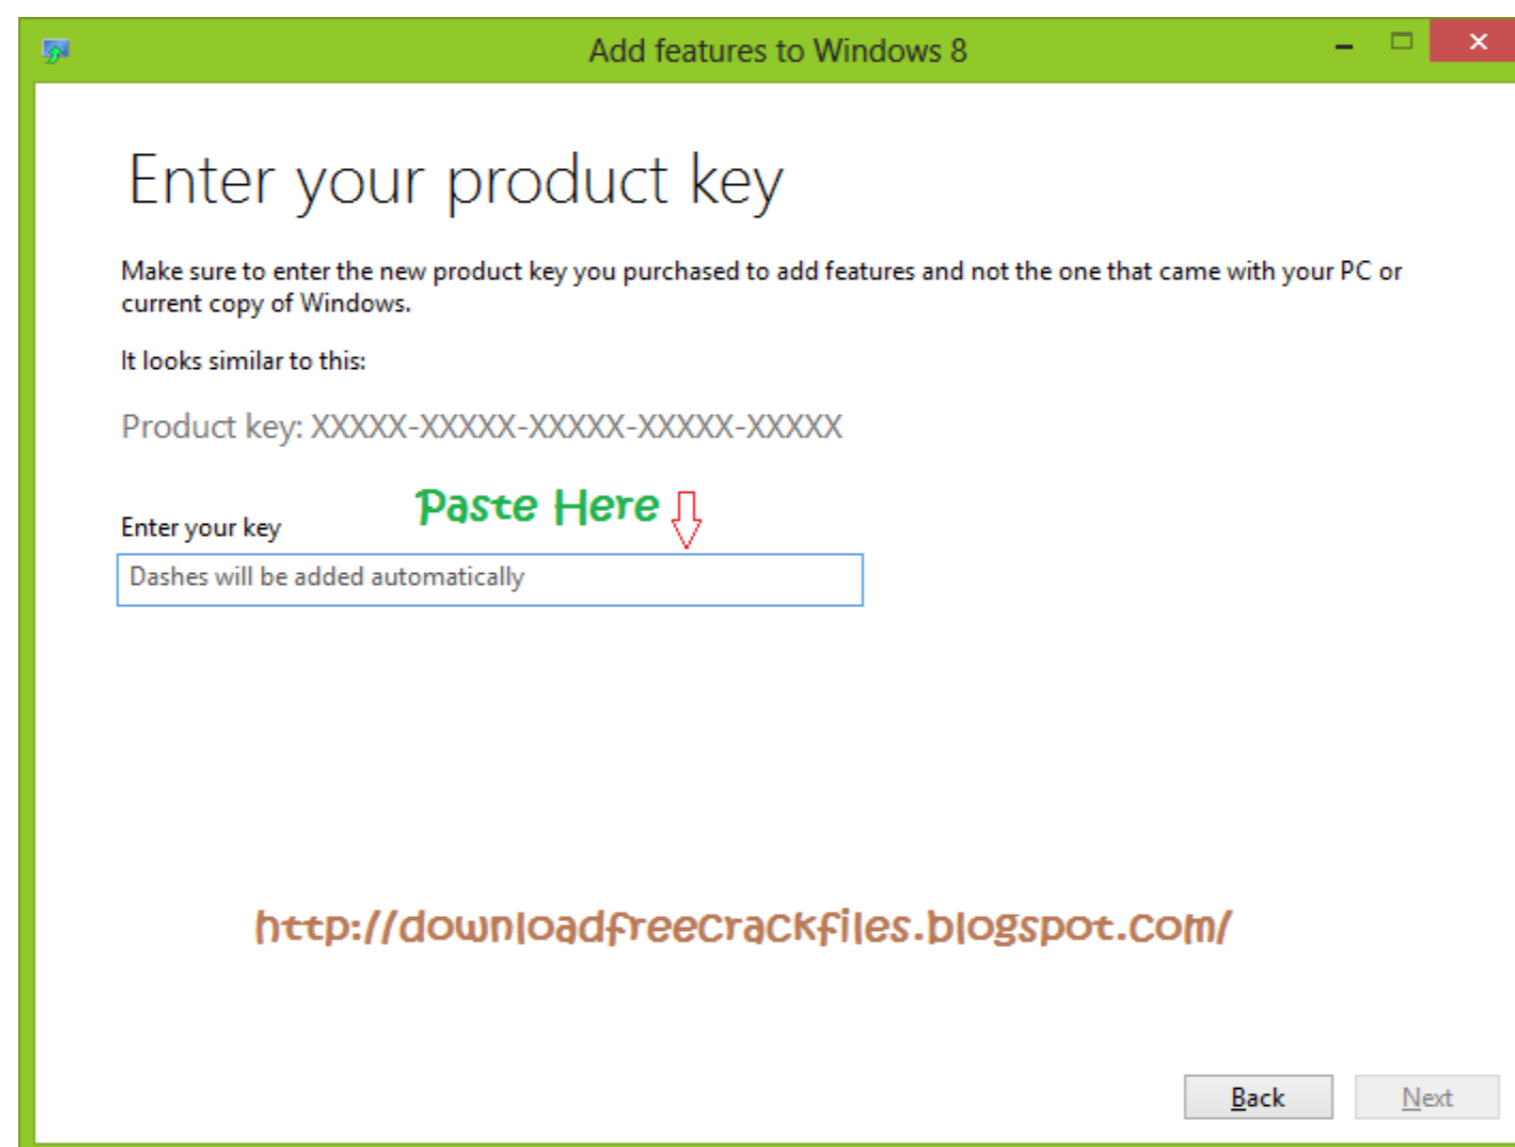 Add features to Windows 8
Enter your product key
Make sure to enter the new product key you purchased to add features and not the one that came with your PC or
current copy of Windows.
It looks similar to this:
Product key: XXXXX-XXXXX-XXXXX-XXXXX-XXXXX
Paste Here
Enter your key
Dashes will be added automatically
http://downloadfreecrackfiles.blogspot.com/
Back Next